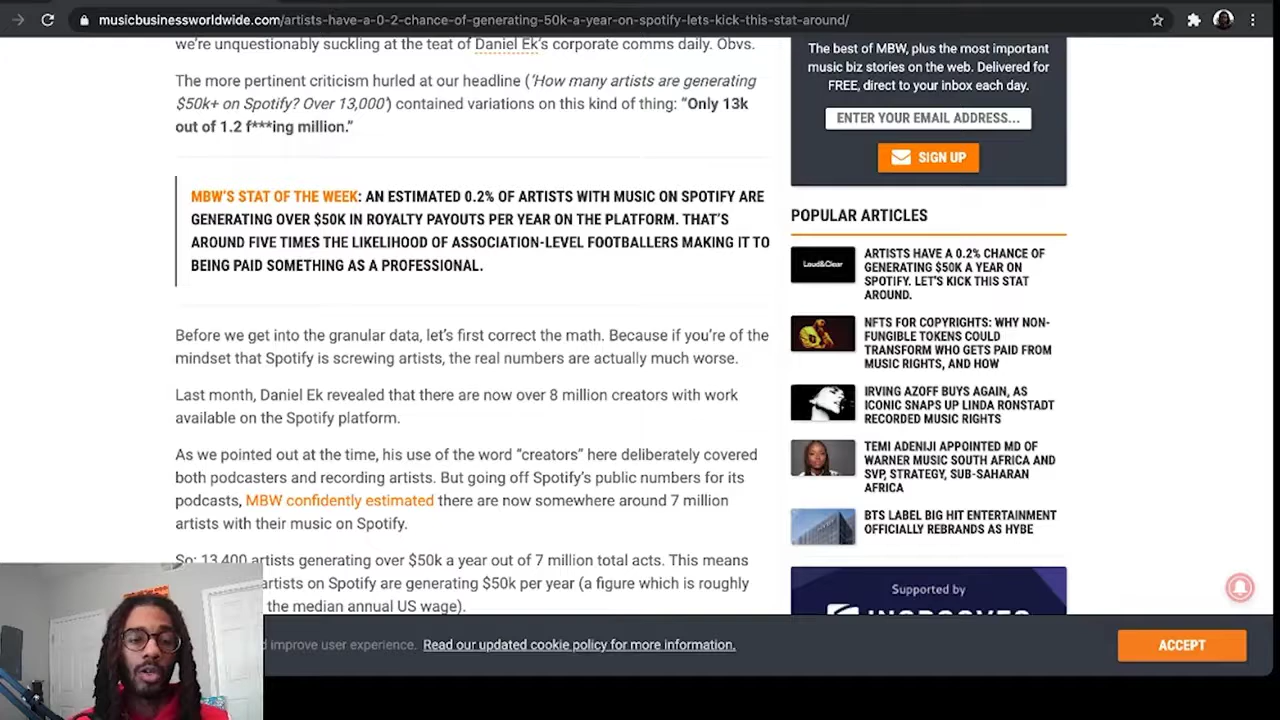 musicbusinessworldwide.com/artists-have-a-0-2-chance-of-generating-50k-a-year-on-spotify-lets-kick-this-stat-around/
we're unquestionably suckling at the teat of Daniel Ek's corporate comms daily. Obvs.
The more pertinent criticism hurled at our headline ('How many artists are generating
$50k+ on Spotify? Over 13,000') contained variations on this kind of thing: "Only 13k
out of 1.2 f***ing million."
MBW'S STAT OF THE WEEK: AN ESTIMATED 0.2% OF ARTISTS WITH MUSIC ON SPOTIFY ARE
GENERATING OVER $50K IN ROYALTY PAYOUTS PER YEAR ON THE PLATFORM. THAT'S
AROUND FIVE TIMES THE LIKELIHOOD OF ASSOCIATION-LEVEL FOOTBALLERS MAKING IT TO
BEING PAID SOMETHING AS A PROFESSIONAL.
Before we get into the granular data, let's first correct the math. Because if you're of the
mindset that Spotify is screwing artists, the real numbers are actually much worse.
Last month, Daniel Ek revealed that there are now over 8 million creators with work
available on the Spotify platform.
As we pointed out at the time, his use of the word "creators" here deliberately covered
both podcasters and recording artists. But going off Spotify's public numbers for its
podcasts, MBW confidently estimated there are now somewhere around 7 million
artists with their music on Spotify.
So: 13,400 artists generating over $50k a year out of 7 million total acts. This means
artists on Spotify are generating $50k per year (a figure which is roughly
the median annual US wage).
The best of MBW, plus the most important
music biz stories on the web. Delivered for
FREE, direct to your inbox each day.
ENTER YOUR EMAIL ADDRESS...
SIGN UP
POPULAR ARTICLES
Loud&Clear
ARTISTS HAVE A 0.2% CHANCE OF
GENERATING $50K A YEAR ON
SPOTIFY. LET'S KICK THIS STAT
AROUND.
NFTS FOR COPYRIGHTS: WHY NON-
FUNGIBLE TOKENS COULD
TRANSFORM WHO GETS PAID FROM
MUSIC RIGHTS, AND HOW
IRVING AZOFF BUYS AGAIN, AS
ICONIC SNAPS UP LINDA RONSTADT
RECORDED MUSIC RIGHTS
TEMI ADENIJI APPOINTED MD OF
WARNER MUSIC SOUTH AFRICA AND
SVP, STRATEGY, SUB-SAHARAN
AFRICA
BTS LABEL BIG HIT ENTERTAINMENT
OFFICIALLY REBRANDS AS HYBE
Supported by
INGROOVES
improve user experience. Read our updated cookie policy for more information.
ACCEPT